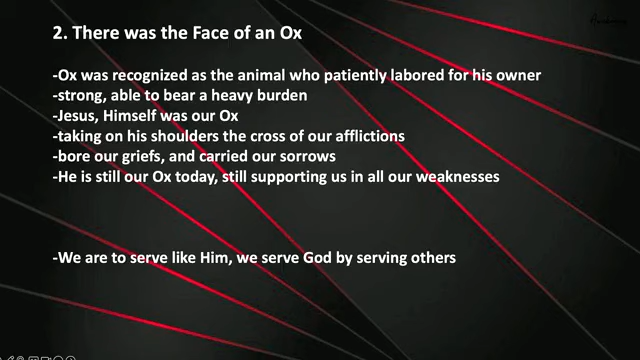 2. There was the Face of an Ox
-Ox was recognized as the animal who patiently labored for his owner
-strong, able to bear a heavy burden
-Jesus, Himself was our Ox
-taking on his shoulders the cross of our afflictions
-bore our griefs, and carried our sorrows
-He is still our Ox today, still supporting us in all our weaknesses
-We are to serve like Him, we serve God by serving others